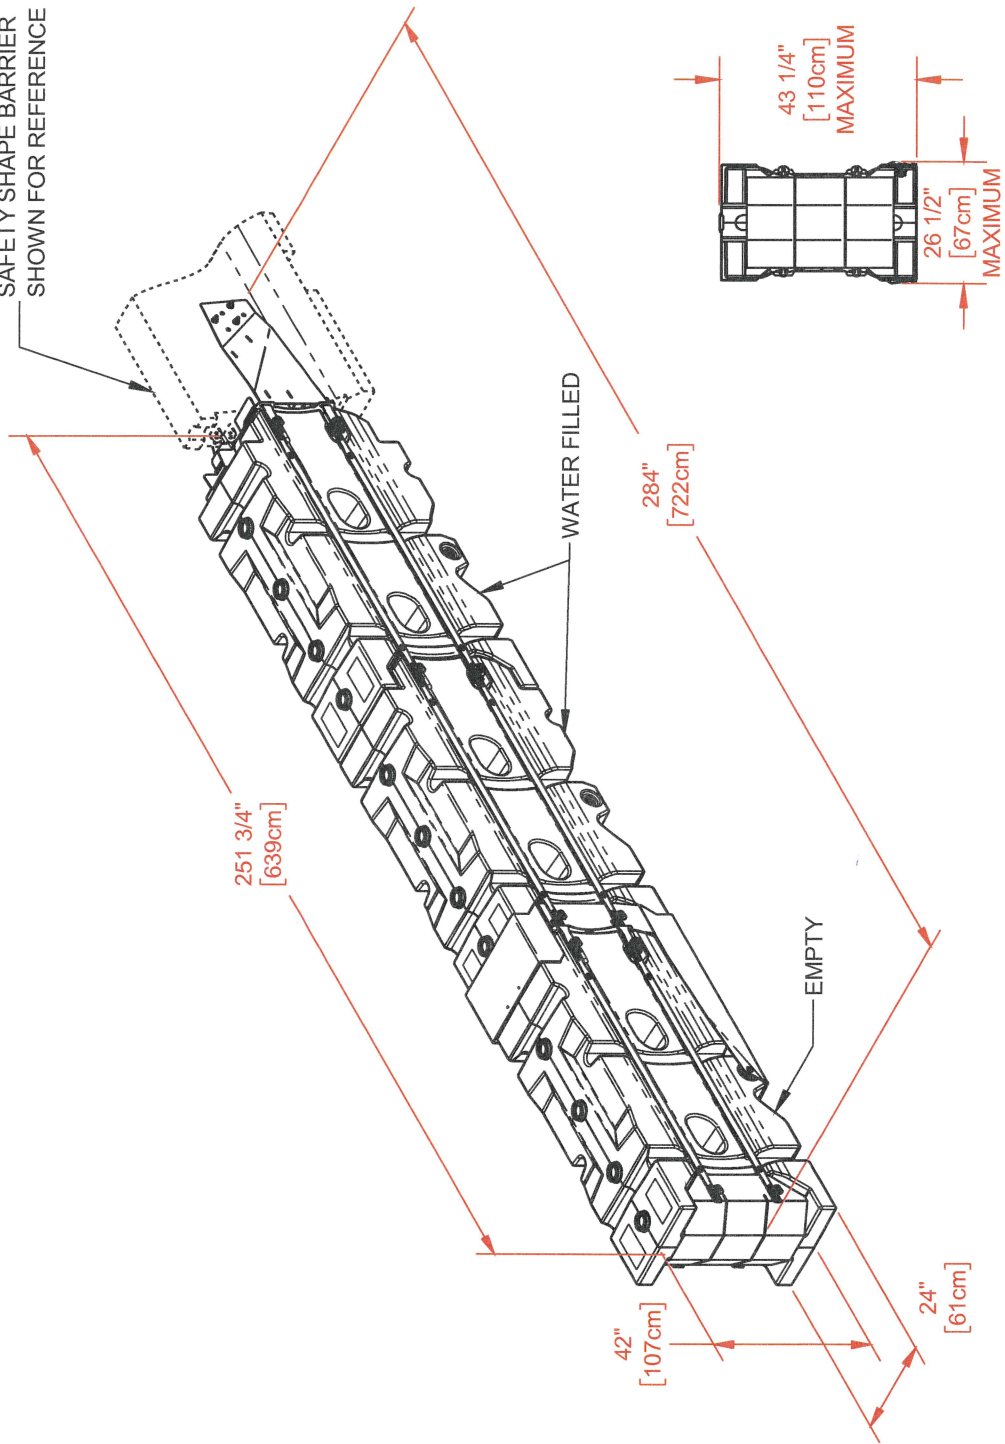 SAFETY SHAPE BARRIER
SHOWN FOR REFERENCE
43 1/4"
[110cm]
MAXIMUM
26 1/2"
[67cm]
MAXIMUM
WATER FILLED
284"
[722cm]
251 3/4"
[639cm]
EMPTY
42"
[107cm]
24"
[61cm]